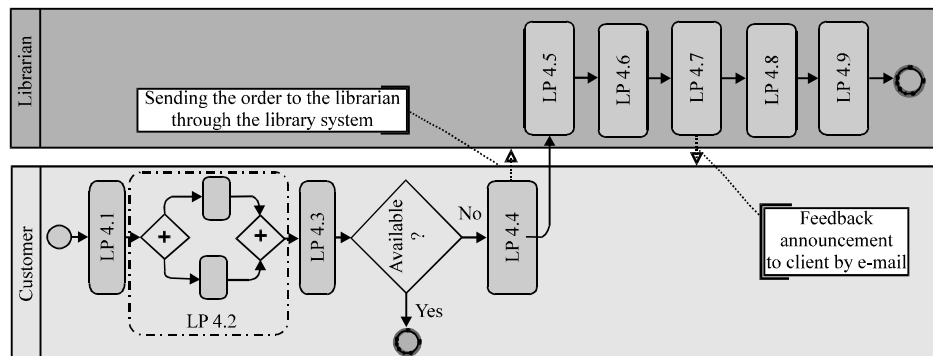 Librarian
LP 4.5
LP 4.6
LP 4.7
LP 4.8
LP 4.9
Sending the order to the librarian
through the library system
Customer
LP 4.1
+
+
LP 4.2
LP 4.3
Available
?
No
Yes
LP 4.4
Feedback
announcement
to client by e-mail